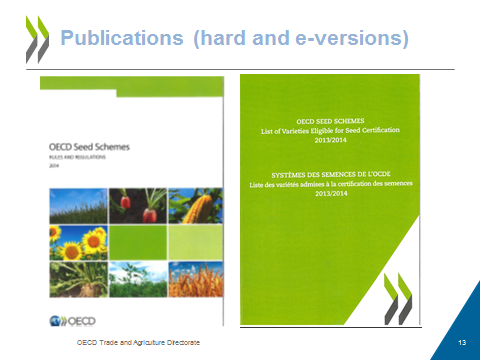 Publications (hard and e-versions)
OECD Seed Schemes
RULES AND REGULATIONS
2014
OECD
OECD SEED SCHEMES
List of Varieties Eligible for Seed Certification
2013/2014
SYSTÈMES DES SEMENCES DE L'OCDE
Liste des variétés admises à la certification des semences
2013/2014
OECD Trade and Agriculture Directorate
13